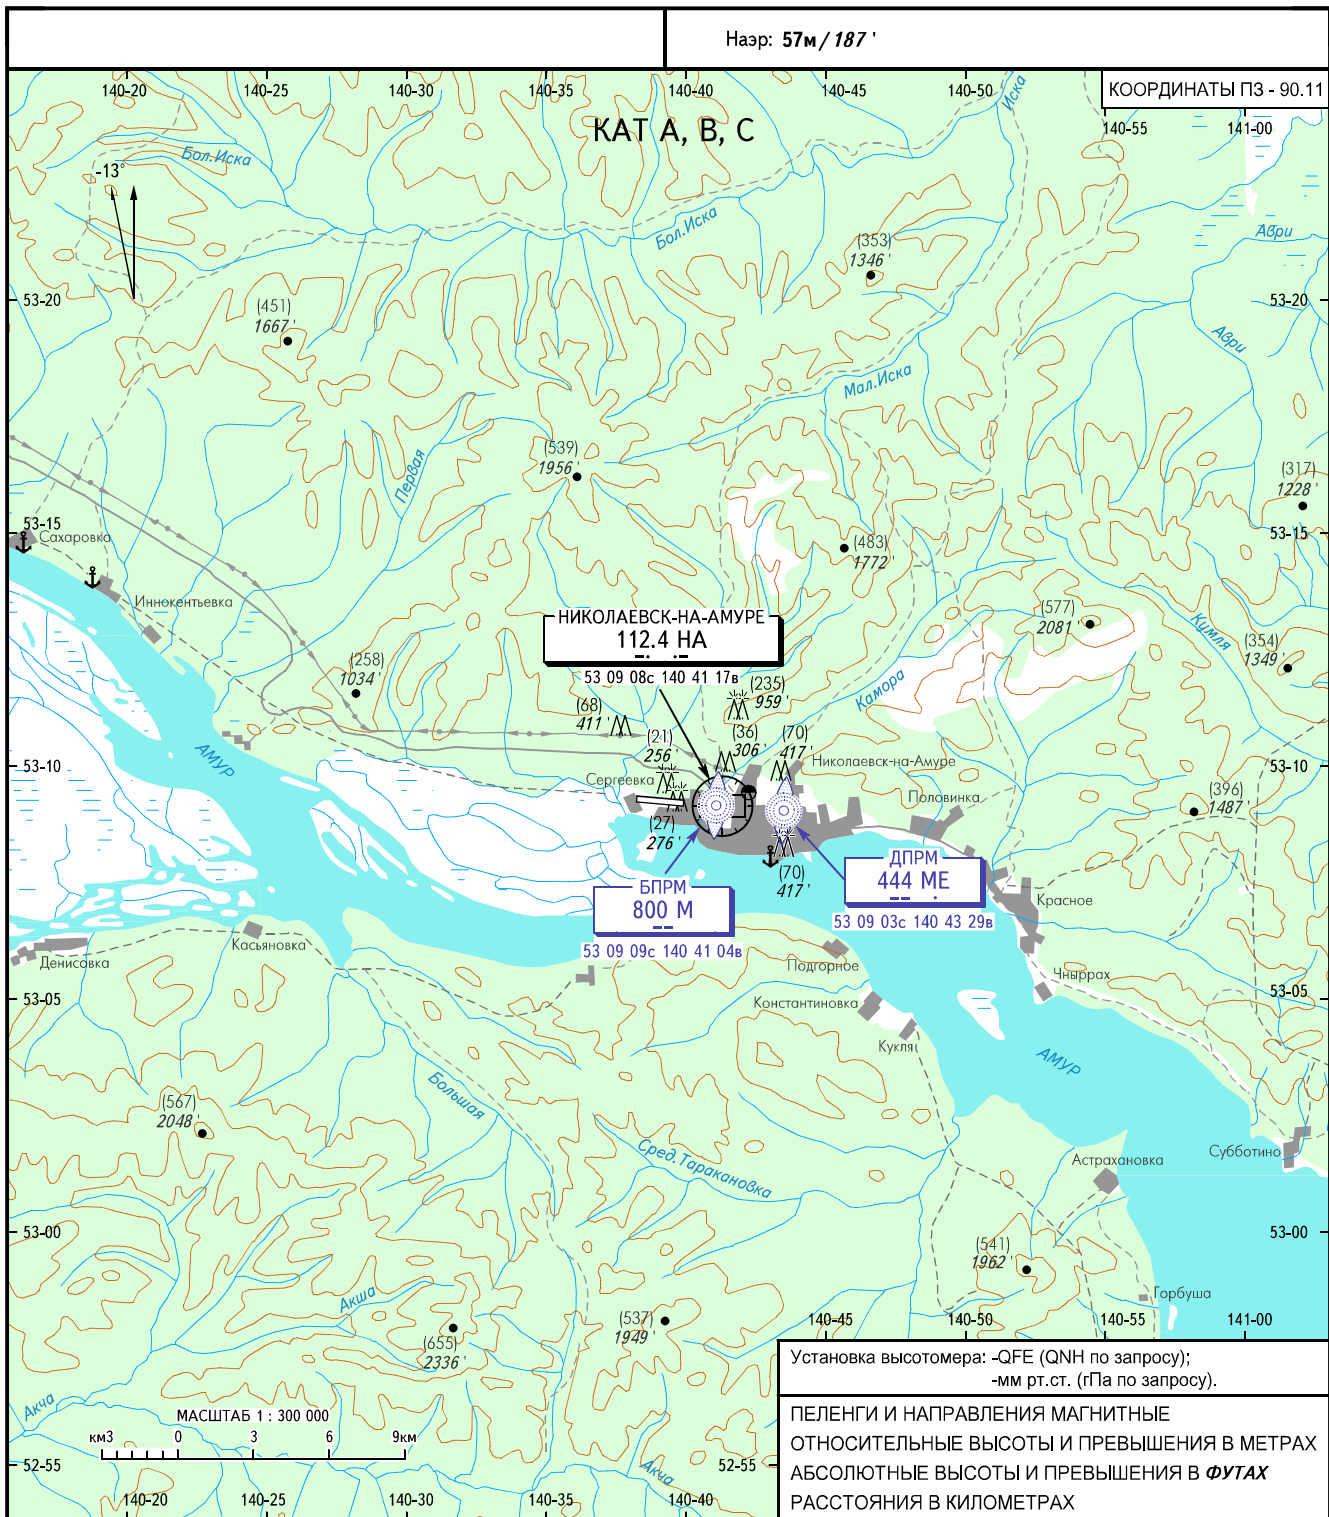 Наэр: 57м / 187 '
КООРДИНАТЫ ПЗ - 90.11
140-20
140-25
140-30
140-35
140-40
140-45
140-50
140-55
141-00
КАТ A, B, C
-13°
Бол.Иска
Бол.Иска
Иска
Аври
Аври
(353)
1346 '
53-20
53-20
(451)
1667 '
Мал.Иска
Первая
(539)
1956 '
(317)
1228 '
53-15
53-15
Сахаровка
(483)
1772 '
Иннокентьевка
НИКОЛАЕВСК-НА-АМУРЕ
112.4 НА
53 09 08с 140 41 17в
(577)
2081 '
Кумля
(354)
1349 '
(258)
1034 '
Камора
(235)
959 '
(68)
411 '
(21)
256
(36)
306 '
(70)
417 '
АМУР
Николаевск-на-Амуре
53-10
53-10
Сергеевка
Половинка
(396)
1487 '
(27)
276 '
(70)
417 '
БПРМ
800 М
53 09 09с 140 41 04в
ДПРМ
444 МЕ
53 09 03с 140 43 29в
Красное
Касьяновка
Денисовка
Подгорное
Чныррах
53-05
53-05
Константиновка
Кукля
АМУР
Большая
(567)
2048 '
Сред.Таракановка
Астрахановка
Субботино
53-00
53-00
(541)
1962 '
Горбуша
Акша
(537)
1949 '
(655)
2336 '
140-45
140-50
140-55
141-00
Установка высотомера: -QFE (QNH по запросу);
-мм рт.ст. (гПа по запросу).
Акча
МАСШТАБ 1 : 300 000
км3 0 3 6 9км
Акча
52-55
52-55
140-20
140-25
140-30
140-35
140-40
ПЕЛЕНГИ И НАПРАВЛЕНИЯ МАГНИТНЫЕ
ОТНОСИТЕЛЬНЫЕ ВЫСОТЫ И ПРЕВЫШЕНИЯ В МЕТРАХ
АБСОЛЮТНЫЕ ВЫСОТЫ И ПРЕВЫШЕНИЯ В ФУТАХ
РАССТОЯНИЯ В КИЛОМЕТРАХ